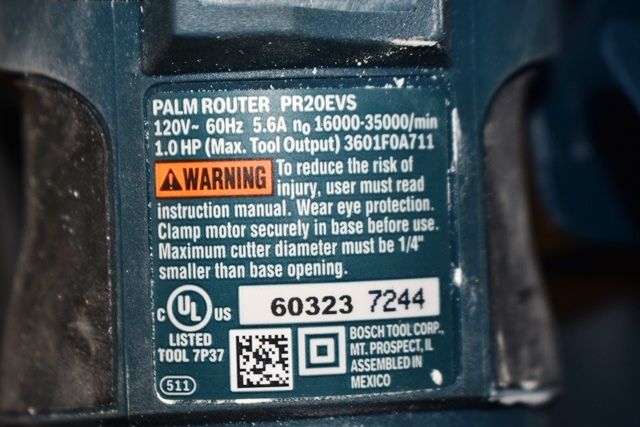 PALM ROUTER PR20EVS
120V~ 60Hz 5.6A n₀ 16000-35000/min
1.0 HP (Max. Tool Output) 3601F0A711
WARNING To reduce the risk of
injury, user must read
instruction manual. Wear eye protection.
Clamp motor securely in base before use.
Maximum cutter diameter must be 1/4"
smaller than base opening.
C UL US
60323 7244
LISTED
TOOL 7P37
511
BOSCH TOOL CORP.,
MT. PROSPECT, IL
ASSEMBLED IN
MEXICO